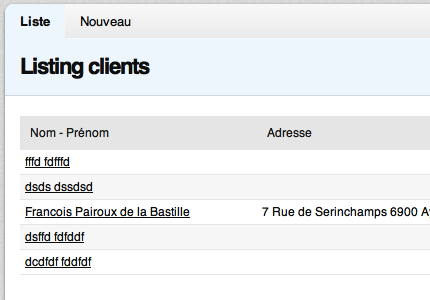 Liste Nouveau
Listing clients
Nom - Prénom Adresse
fffd fdfffd
dsds dssdsd
Francois Pairoux de la Bastille 7 Rue de Serinchamps 6900
dsffd fdfddf
dcdfdf fddfdf